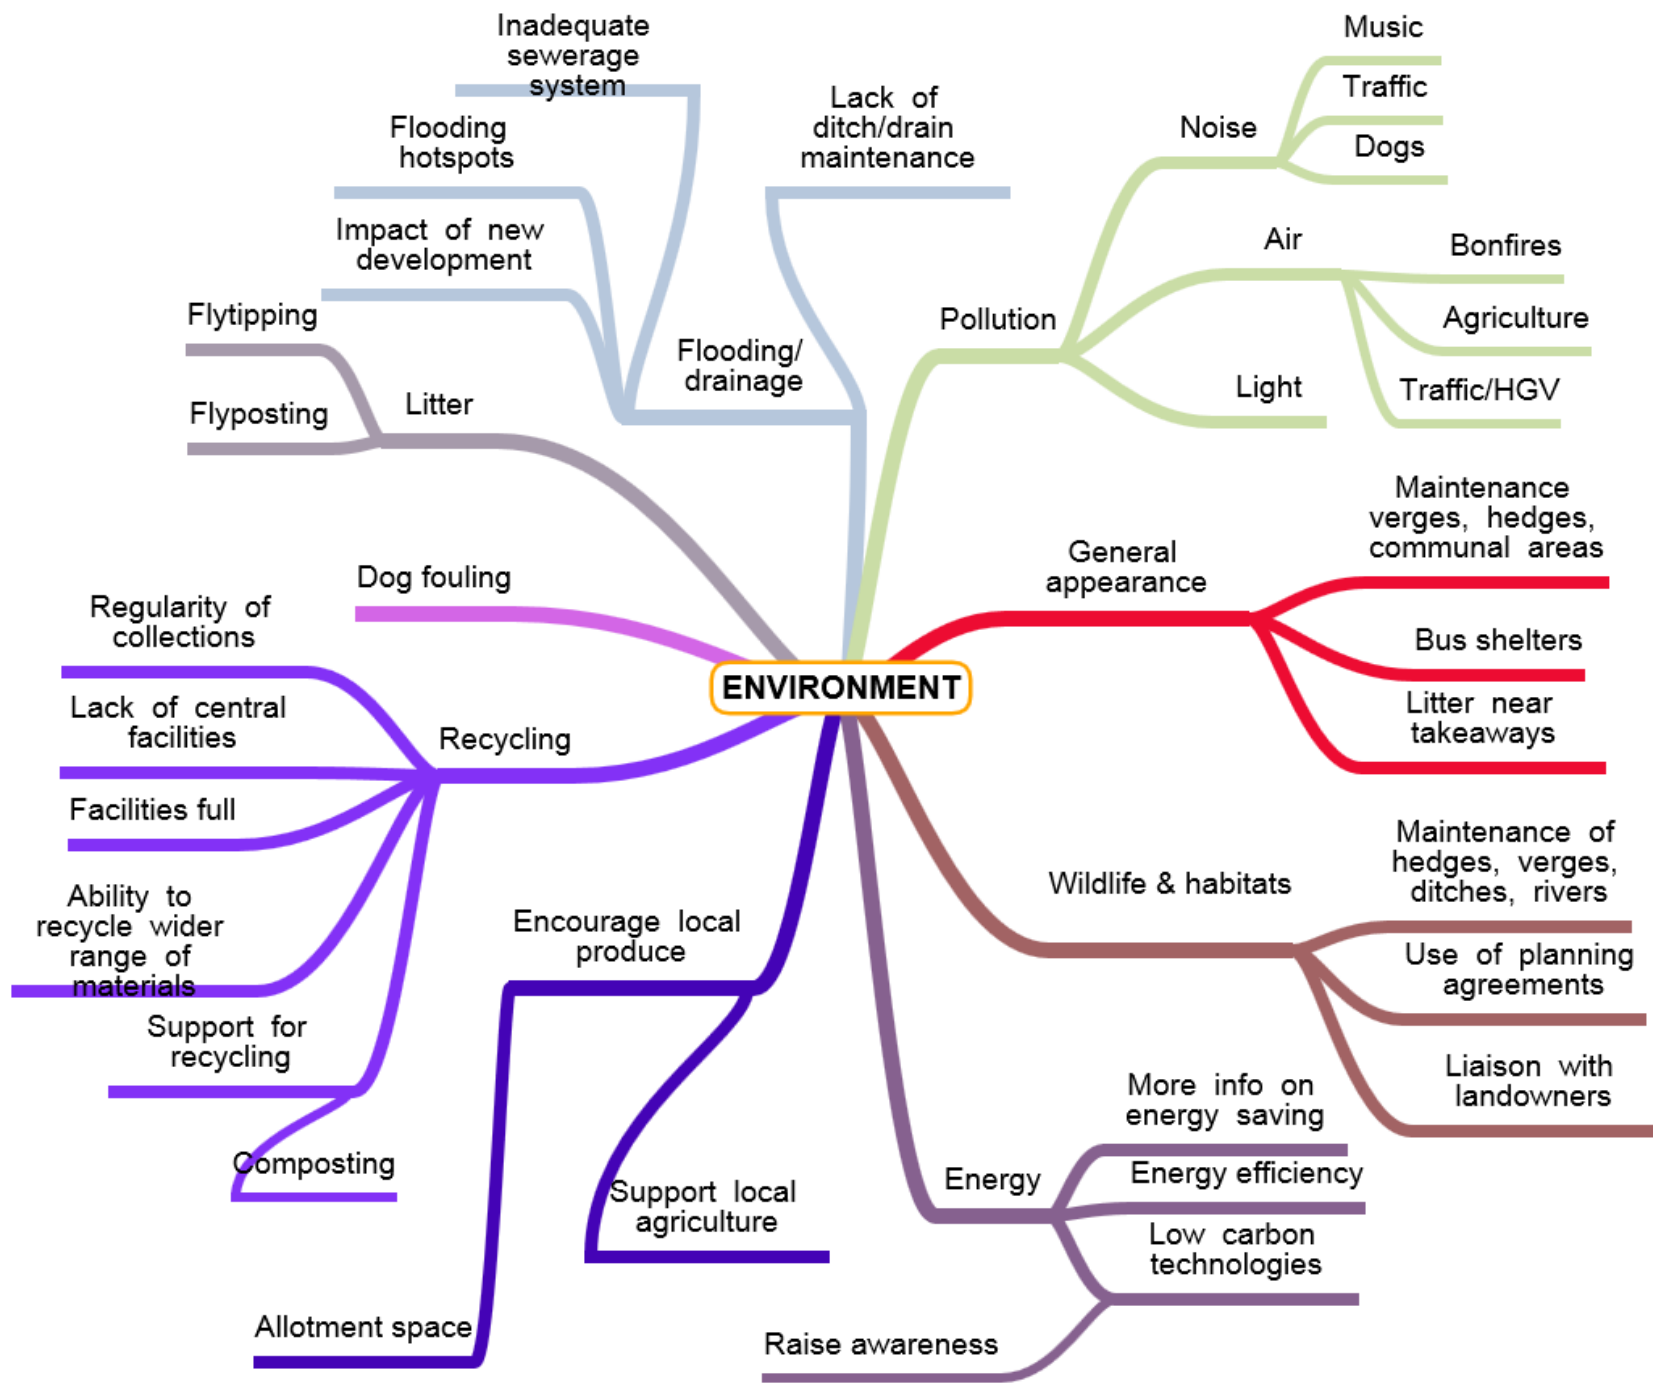 Inadequate
sewerage
system
Flooding
hotspots
Impact of new
development
Lack of
ditch/drain
maintenance
Flooding/
drainage
Flytipping
Flyposting
Litter
Dog fouling
Regularity of
collections
Lack of central
facilities
Facilities full
Ability to
recycle wider
range of
materials
Support for
recycling
Composting
Recycling
ENVIRONMENT
Encourage local
produce
Support local
agriculture
Allotment space
Music
Traffic
Dogs
Noise
Air
Bonfires
Agriculture
Traffic/HGV
Pollution
Light
General
appearance
Maintenance
verges, hedges,
communal areas
Bus shelters
Litter near
takeaways
Wildlife & habitats
Maintenance of
hedges, verges,
ditches, rivers
Use of planning
agreements
Liaison with
landowners
Energy
More info on
energy saving
Energy efficiency
Low carbon
technologies
Raise awareness